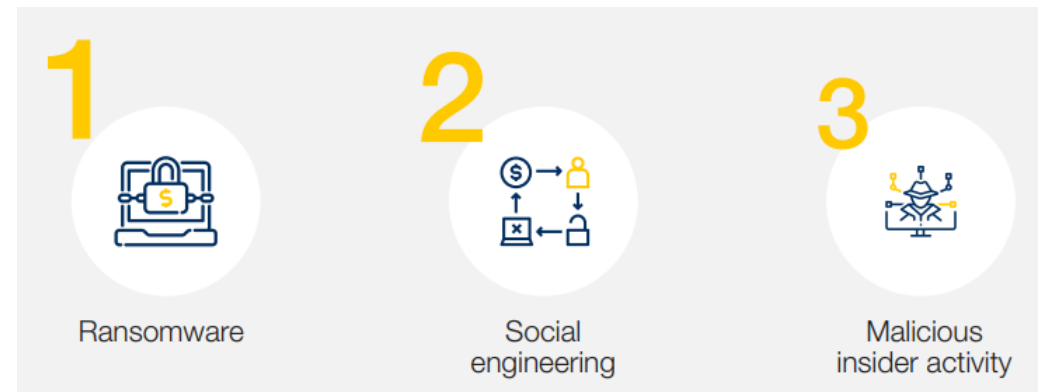 1
2
3
$
$
Ransomware
Social
engineering
Malicious
insider activity